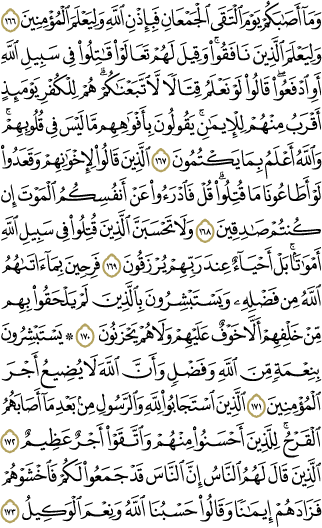 وَمَآ أَصَٰبَكُمْ يَوْمَ ٱلْتَقَى ٱلْجَمْعَانِ فَبِإِذْنِ ٱللَّهِ وَلِيَعْلَمَ ٱلْمُؤْمِنِينَ ١٦٦
وَلِيَعْلَمَ ٱلَّذِينَ نَافَقُوا۟ۚ وَقِيلَ لَهُمْ تَعَالَوْا۟ قَٰتِلُوا۟ فِى سَبِيلِ ٱللَّهِ
أَوِ ٱدْفَعُوا۟ۖ قَالُوا۟ لَوْ نَعْلَمُ قِتَالًا لَّٱتَّبَعْنَٰكُمْۗ هُمْ لِلْكُفْرِ يَوْمَئِذٍ
أَقْرَبُ مِنْهُمْ لِلْإِيمَٰنِۚ يَقُولُونَ بِأَفْوَٰهِهِم مَّا لَيْسَ فِى قُلُوبِهِمْۗ
وَٱللَّهُ أَعْلَمُ بِمَا يَكْتُمُونَ ١٦٧ ٱلَّذِينَ قَالُوا۟ لِإِخْوَٰنِهِمْ وَقَعَدُوا۟
لَوْ أَطَاعُونَا مَا قُتِلُوا۟ۗ قُلْ فَٱدْرَءُوا۟ عَنْ أَنفُسِكُمُ ٱلْمَوْتَ إِن
كُنتُمْ صَٰدِقِينَ ١٦٨ وَلَا تَحْسَبَنَّ ٱلَّذِينَ قُتِلُوا۟ فِى سَبِيلِ ٱللَّهِ
أَمْوَٰتًۢاۚ بَلْ أَحْيَآءٌ عِندَ رَبِّهِمْ يُرْزَقُونَ ١٦٩ فَرِحِينَ بِمَآ ءَاتَىٰهُمُ
ٱللَّهُ مِن فَضْلِهِۦ وَيَسْتَبْشِرُونَ بِٱلَّذِينَ لَمْ يَلْحَقُوا۟ بِهِم
مِّنْ خَلْفِهِمْ أَلَّا خَوْفٌ عَلَيْهِمْ وَلَا هُمْ يَحْزَنُونَ ١٧٠ ۞ يَسْتَبْشِرُونَ
بِنِعْمَةٍ مِّنَ ٱللَّهِ وَفَضْلٍ وَأَنَّ ٱللَّهَ لَا يُضِيعُ أَجْرَ
ٱلْمُؤْمِنِينَ ١٧١ ٱلَّذِينَ ٱسْتَجَابُوا۟ لِلَّهِ وَٱلرَّسُولِ مِنۢ بَعْدِ مَآ أَصَابَهُمُ
ٱلْقَرْحُۚ لِلَّذِينَ أَحْسَنُوا۟ مِنْهُمْ وَٱتَّقَوْا۟ أَجْرٌ عَظِيمٌ ١٧٢
ٱلَّذِينَ قَالَ لَهُمُ ٱلنَّاسُ إِنَّ ٱلنَّاسَ قَدْ جَمَعُوا۟ لَكُمْ فَٱخْشَوْهُمْ
فَزَادَهُمْ إِيمَٰنًا وَقَالُوا۟ حَسْبُنَا ٱللَّهُ وَنِعْمَ ٱلْوَكِيلُ ١٧٣